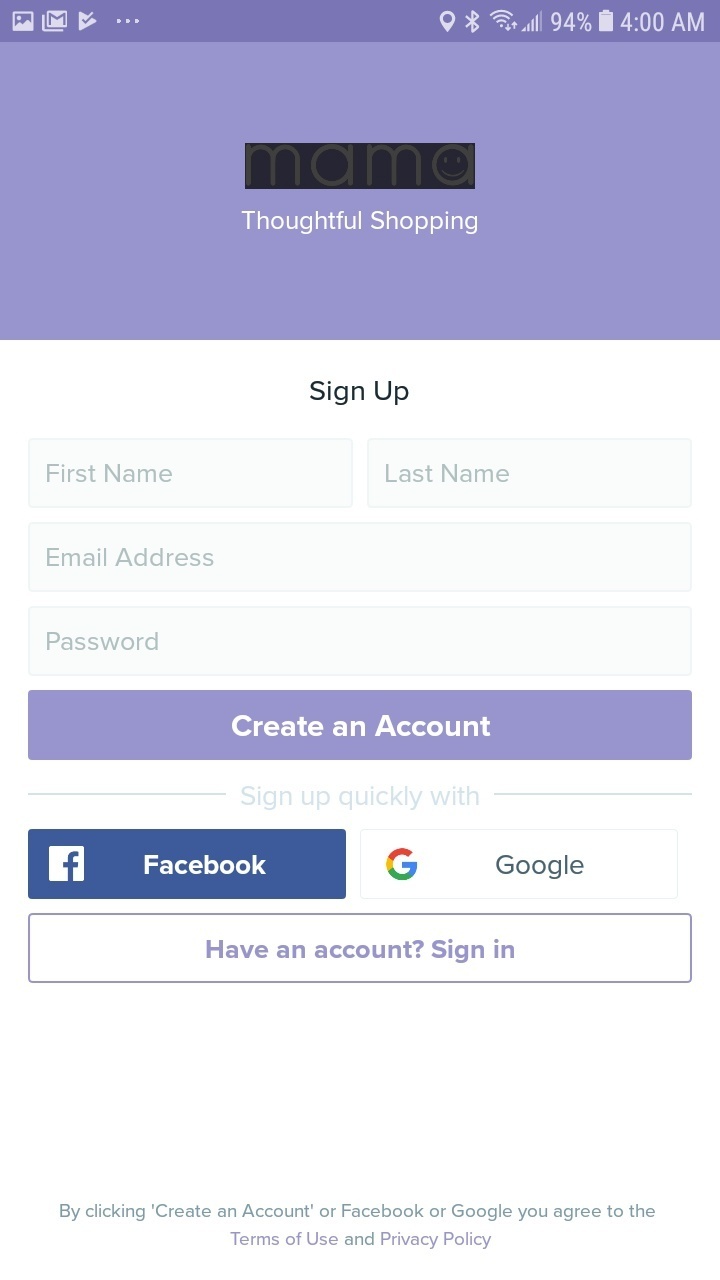 94% 4:00 AM
mama
Thoughtful Shopping
Sign Up
First Name Last Name
Email Address
Password
Create an Account
Sign up quickly with
Facebook Google
Have an account? Sign in
By clicking 'Create an Account' or Facebook or Google you agree to the
Terms of Use and Privacy Policy